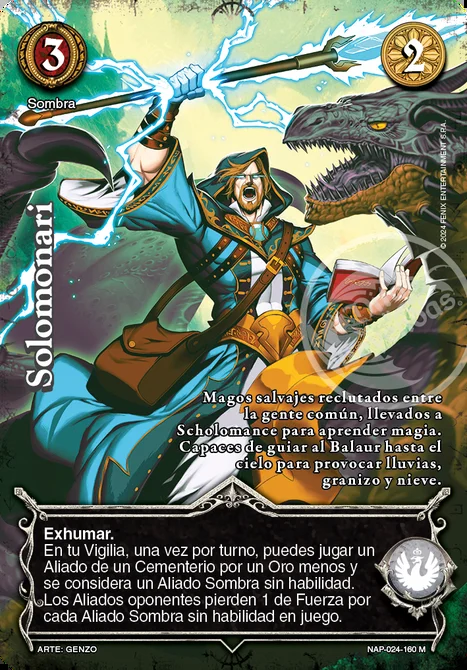 3
2
Sombra
© 2024 FENIX ENTERTAINMENT S.P.A.
Solomonari
Magos salvajes reclutados entre
la gente común, llevados a
Scholomance para aprender magia.
Capaces de guiar al Balaur hasta el
cielo para provocar lluvias,
granizo y nieve.
Exhumar.
En tu Vigilia, una vez por turno, puedes jugar un
Aliado de un Cementerio por un Oro menos y
se considera un Aliado Sombra sin habilidad.
Los Aliados oponentes pierden 1 de Fuerza por
cada Aliado Sombra sin habilidad en juego.
ARTE: GENZO
NAP-024-160 M